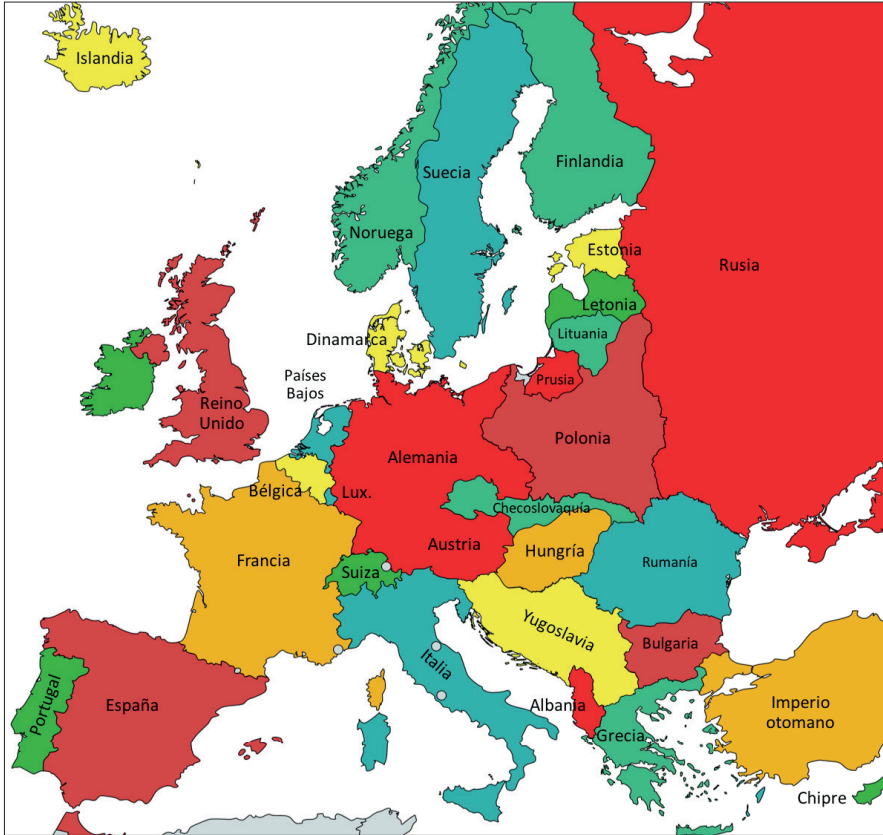 Islandia
Finlandia
Suecia
Noruega
Estonia
Rusia
Letonia
Lituania
Dinamarca
Países
Bajos
Prusia
Reino
Unido
Polonia
Alemania
Bélgica
Lux.
Checoslovaquía
Austria
Hungría
Francia
Suiza
Rumanía
Yugoslavia
Bulgaria
Italia
Portugal
España
Albania
Imperio
otomano
Grecia
Chipre